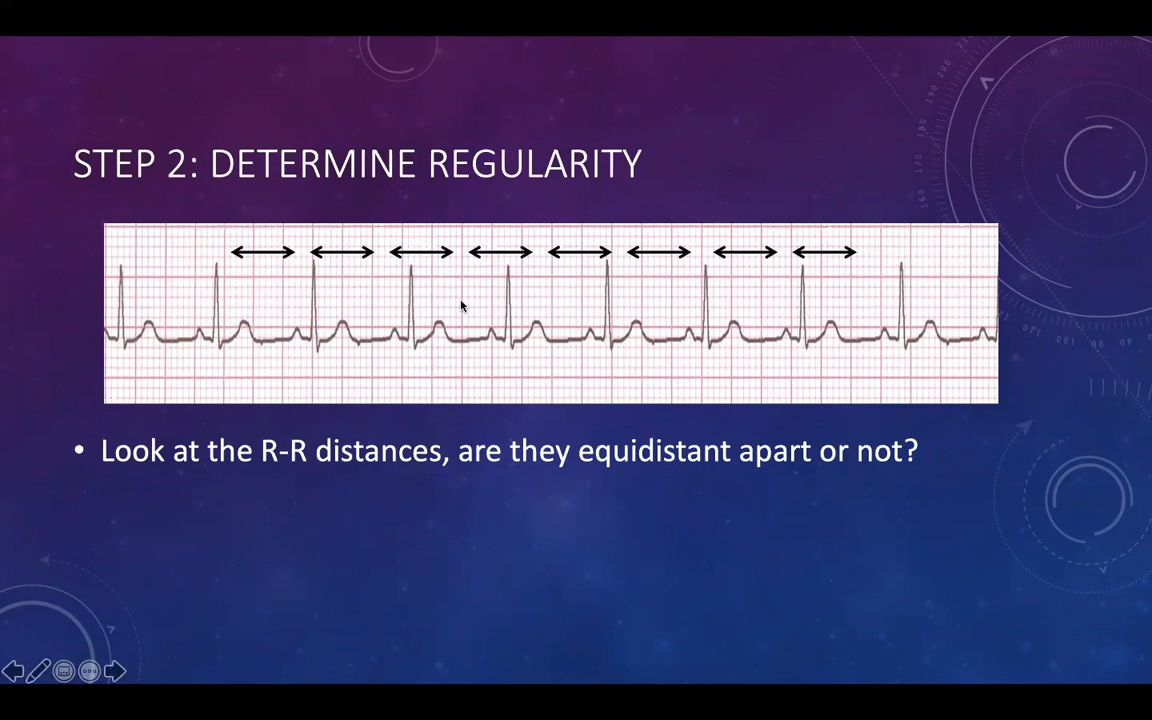 STEP 2: DETERMINE REGULARITY
• Look at the R-R distances, are they equidistant apart or not?